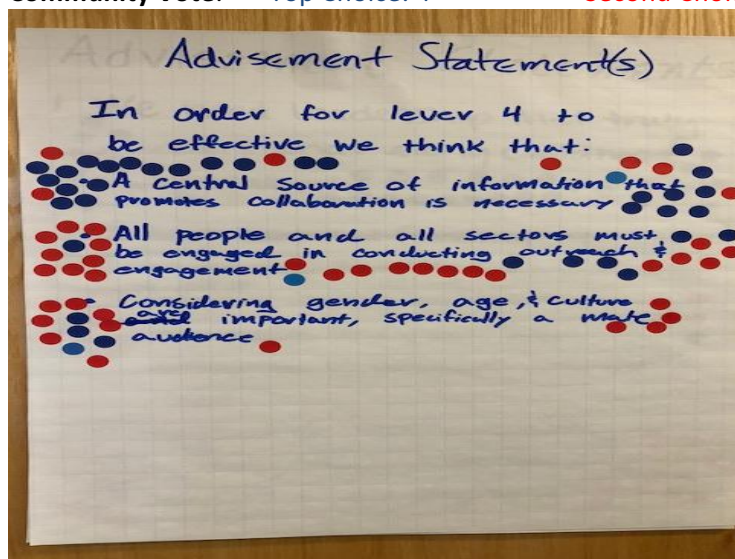 Community Vote: Top Choice:
Advisement Statement(s)
In order for lever 4 to
be effective we think that:
• A central source of information that
promotes collaboration is necessary
• All people and all sectors must
be engaged in conducting outreach &
engagement
• Considering gender, age, & culture
are important, specifically a male
audience